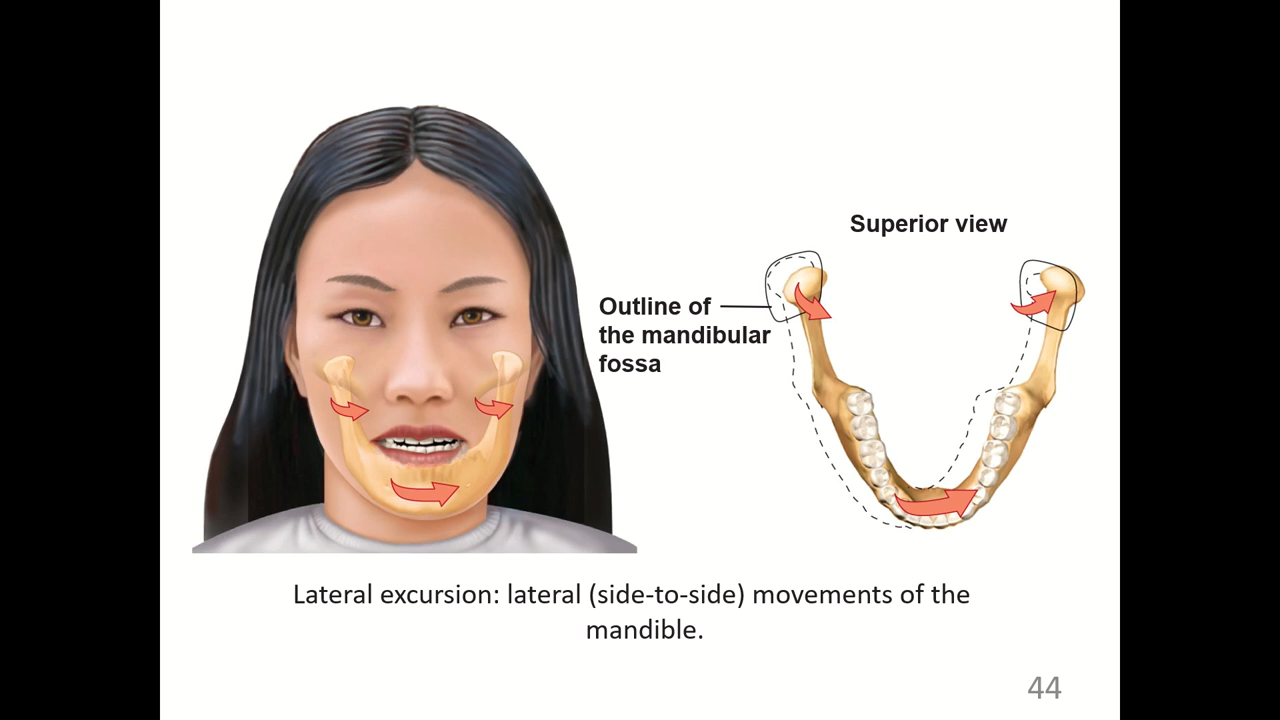 Superior view
Outline of
the mandibular
fossa
Lateral excursion: lateral (side-to-side) movements of the
mandible.
44